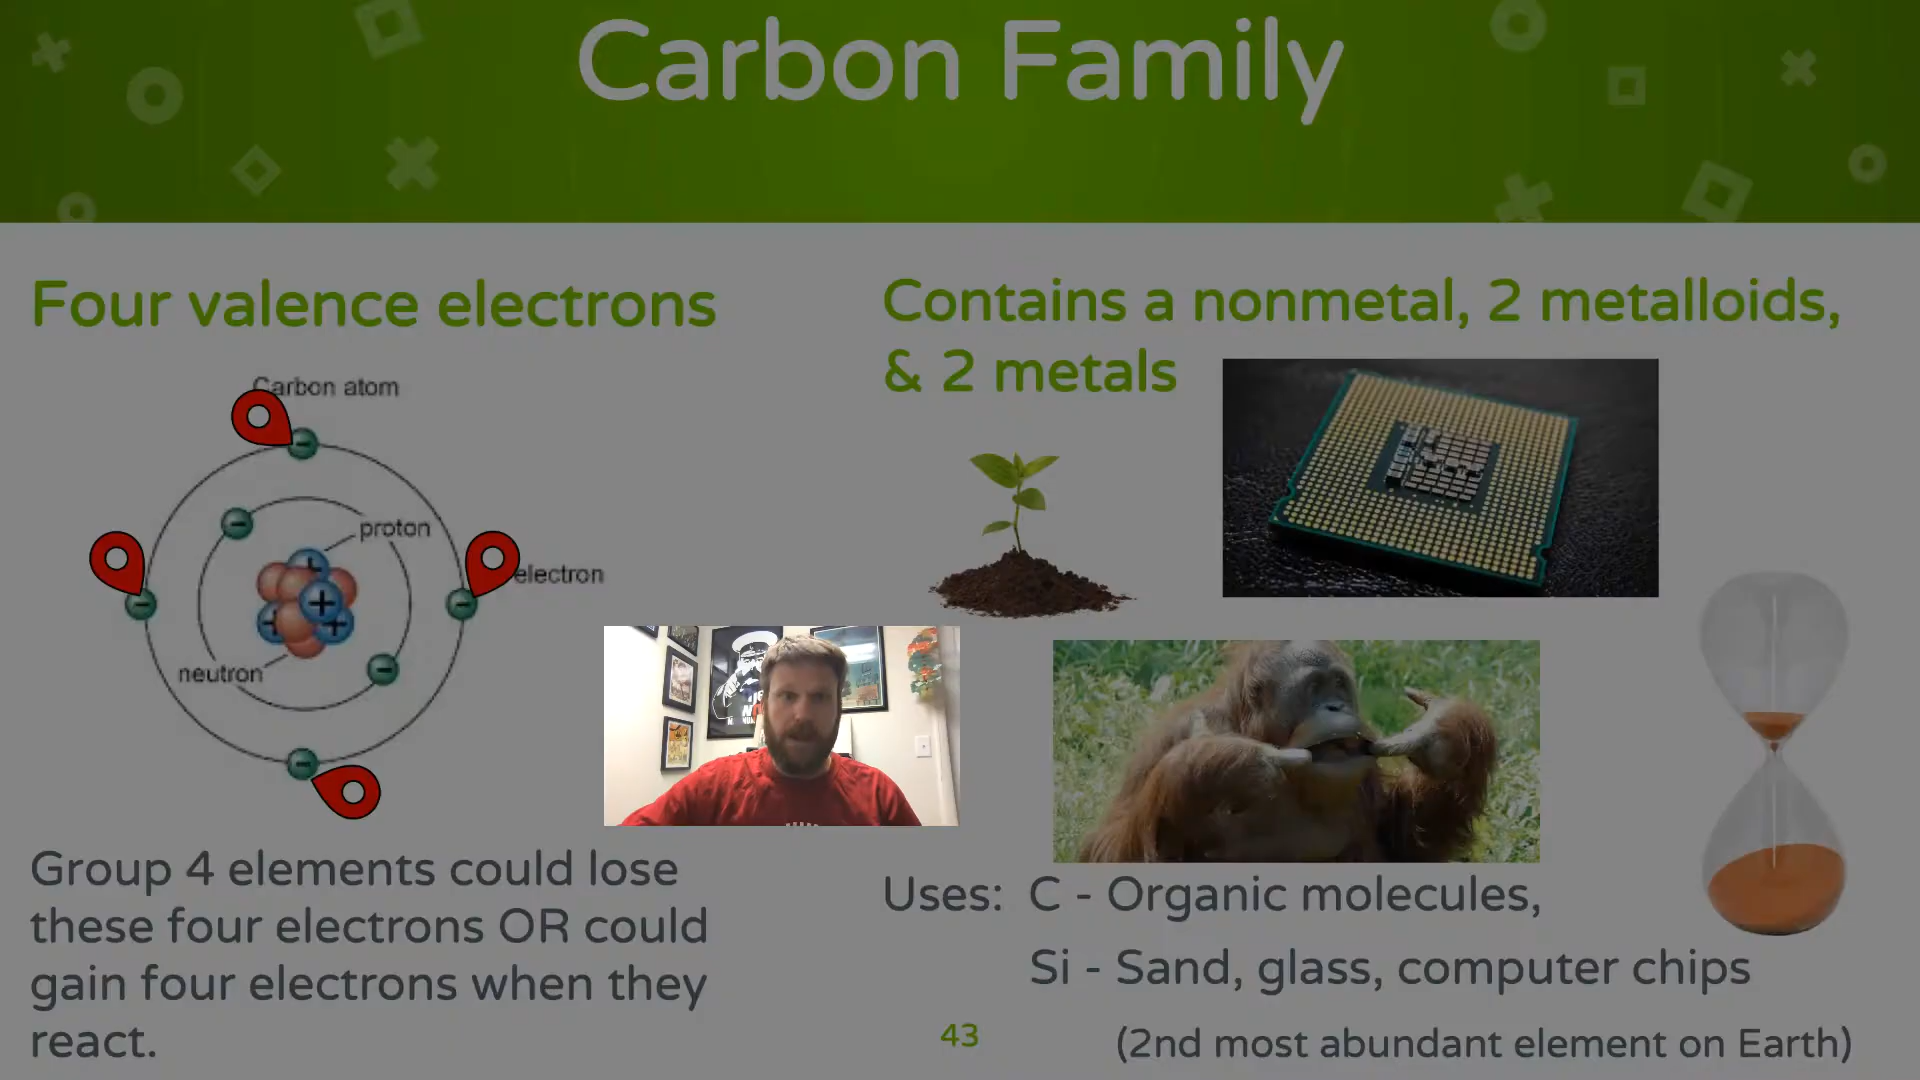 Carbon Family
Four valence electrons
Carbon atom
proton
electron
neutron
Group 4 elements could lose
these four electrons OR could
gain four electrons when they
react.
Contains a nonmetal, 2 metalloids,
& 2 metals
Uses: C - Organic molecules,
Si - Sand, glass, computer chips
(2nd most abundant element on Earth)
43